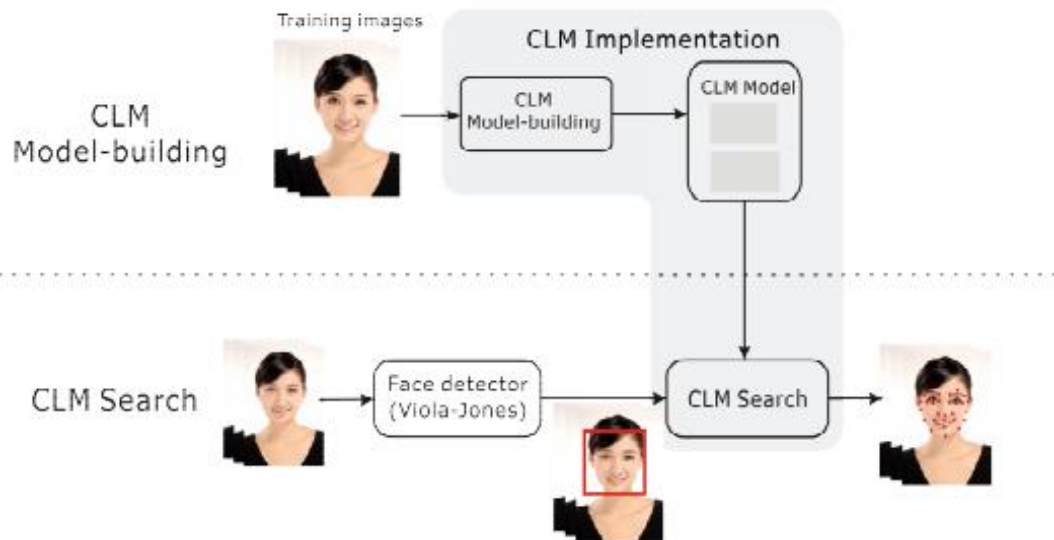 Training images
CLM Implementation
CLM
Model-building
CLM
Model-building
CLM Model
CLM Search
Face detector
(Viola-Jones)
CLM Search